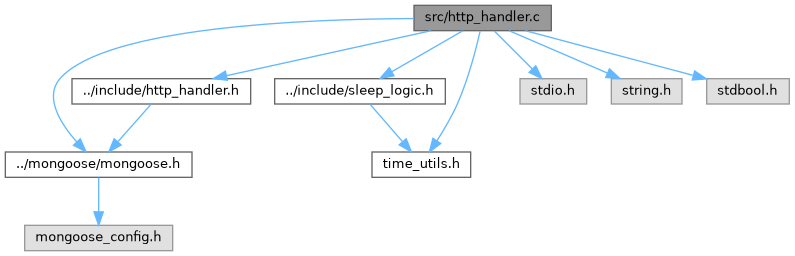 src/http_handler.c
../include/http_handler.h
../include/sleep_logic.h
stdio.h
string.h
stdbool.h
../mongoose/mongoose.h
time_utils.h
mongoose_config.h